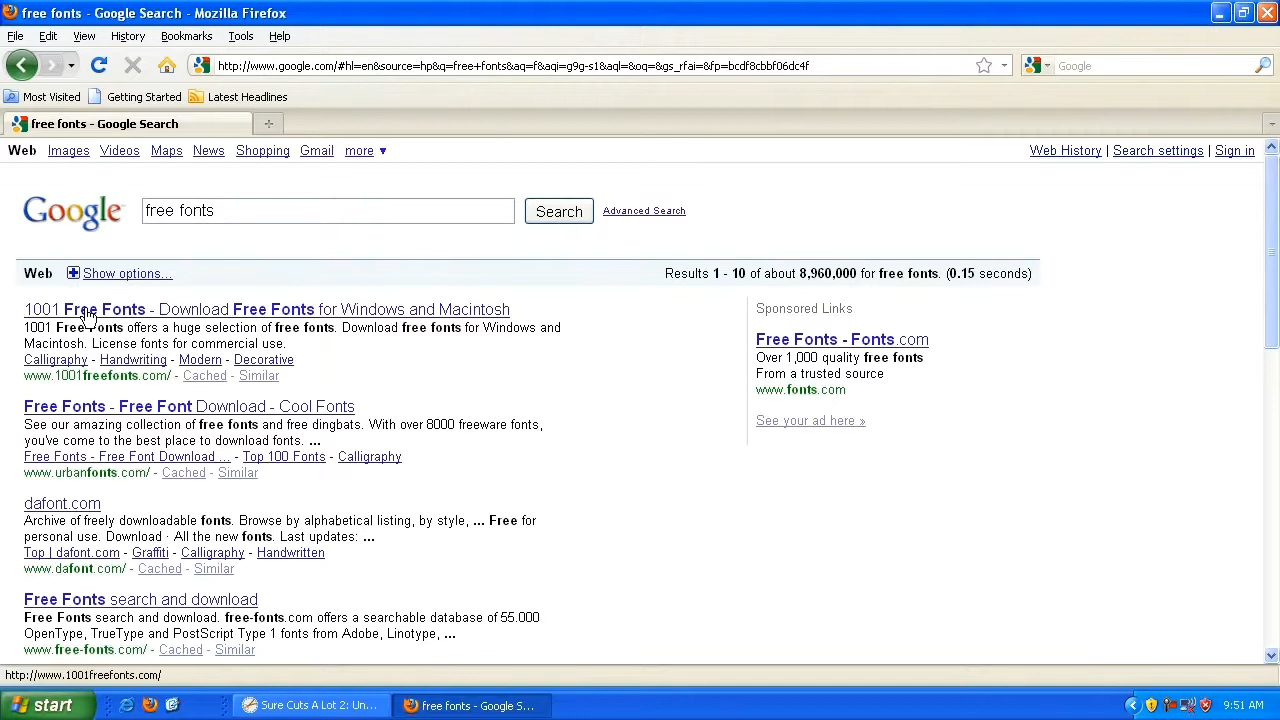 free fonts - Google Search - Mozilla Firefox
File Edit View History Bookmarks Tools Help
http://www.google.com/#hl=en&source=hp&q=free+fonts&aq=f&aqi=g9g-s1&aql=&oq=&gs_rfai=&fp=bcdf8cbbf06dc4f Google
Most Visited Getting Started Latest Headlines
free fonts - Google Search
Web Images Videos Maps News Shopping Gmail more ▼ Web History | Search settings | Sign in
Google free fonts Search Advanced Search
Web Show options... Results 1 - 10 of about 8,960,000 for free fonts. (0.15 seconds)
1001 Free Fonts - Download Free Fonts for Windows and Macintosh
1001 Free Fonts offers a huge selection of free fonts. Download free fonts for Windows and
Macintosh. License fonts for commercial use.
Calligraphy - Handwriting - Modern - Decorative
www.1001freefonts.com/ - Cached - Similar
Free Fonts - Free Font Download - Cool Fonts
See our amazing collection of free fonts and free dingbats. With over 8000 freeware fonts,
you've come to the best place to download fonts. ...
Free Fonts - Free Font Download ... - Top 100 Fonts - Calligraphy
www.urbanfonts.com/ - Cached - Similar
dafont.com
Archive of freely downloadable fonts. Browse by alphabetical listing, by style, ... Free for
personal use. Download · All the new fonts. Last updates: ...
Top | dafont.com - Graffiti - Calligraphy - Handwritten
www.dafont.com/ - Cached - Similar
Free Fonts search and download
Free Fonts search and download. free-fonts.com offers a searchable database of 55.000
OpenType, TrueType and PostScript Type 1 fonts from Adobe, Linotype, ...
www.free-fonts.com/ - Cached - Similar
Sponsored Links
Free Fonts - Fonts.com
Over 1,000 quality free fonts
From a trusted source
www.fonts.com
See your ad here »
http://www.1001freefonts.com/
start Sure Cuts A Lot 2: Un... free fonts - Google S... 9:51 AM